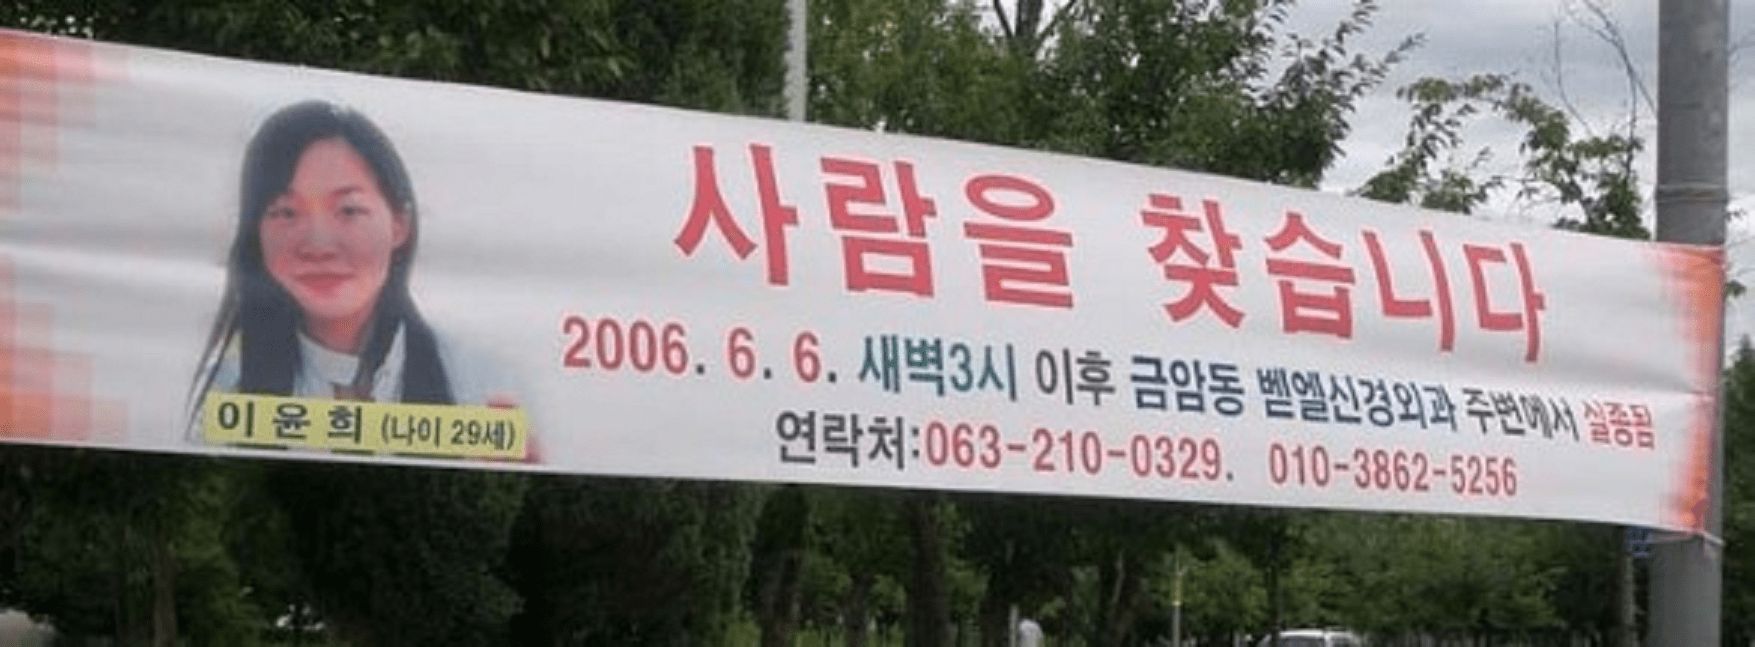 사람을 찾습니다
2006. 6. 6. 새벽3시 이후 금암동 벧엘신경외과 주변에서 실종됨
연락처:063-210-0329. 010-3862-5256
이윤희 (나이 29세)